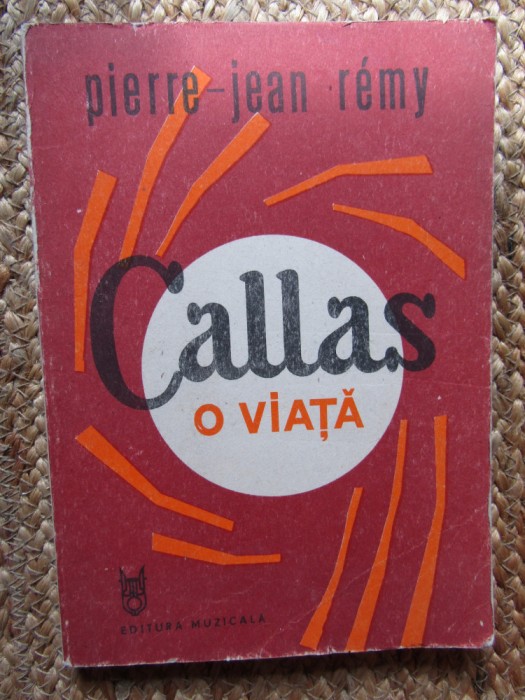 pierre-jean rémy
Callas
O VIAȚĂ
EDITURA MUZICALĂ